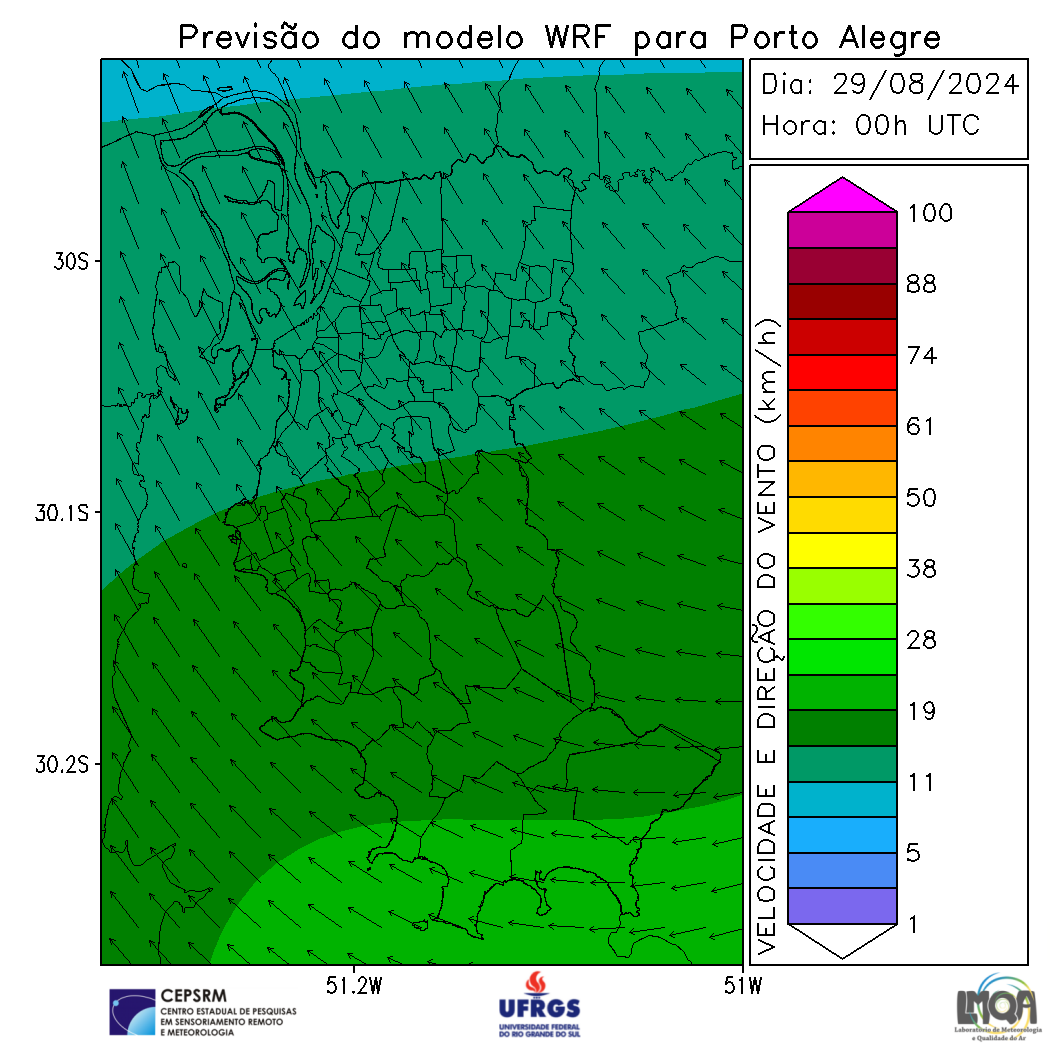 Previsão do modelo WRF para Porto Alegre
Dia: 29/08/2024
Hora: 00h UTC
30S
30.1S
30.2S
51.2W
51W
VELOCIDADE E DIREÇÃO DO VENTO (km/h)
100
88
74
61
50
38
28
19
11
5
1
CEPSRM
CENTRO ESTADUAL DE PESQUISAS
EM SENSORIAMENTO REMOTO
E METEOROLOGIA
UFRGS
UNIVERSIDADE FEDERAL
DO RIO GRANDE DO SUL
LMQA
Laboratório de Meteorologia
e Qualidade do Ar